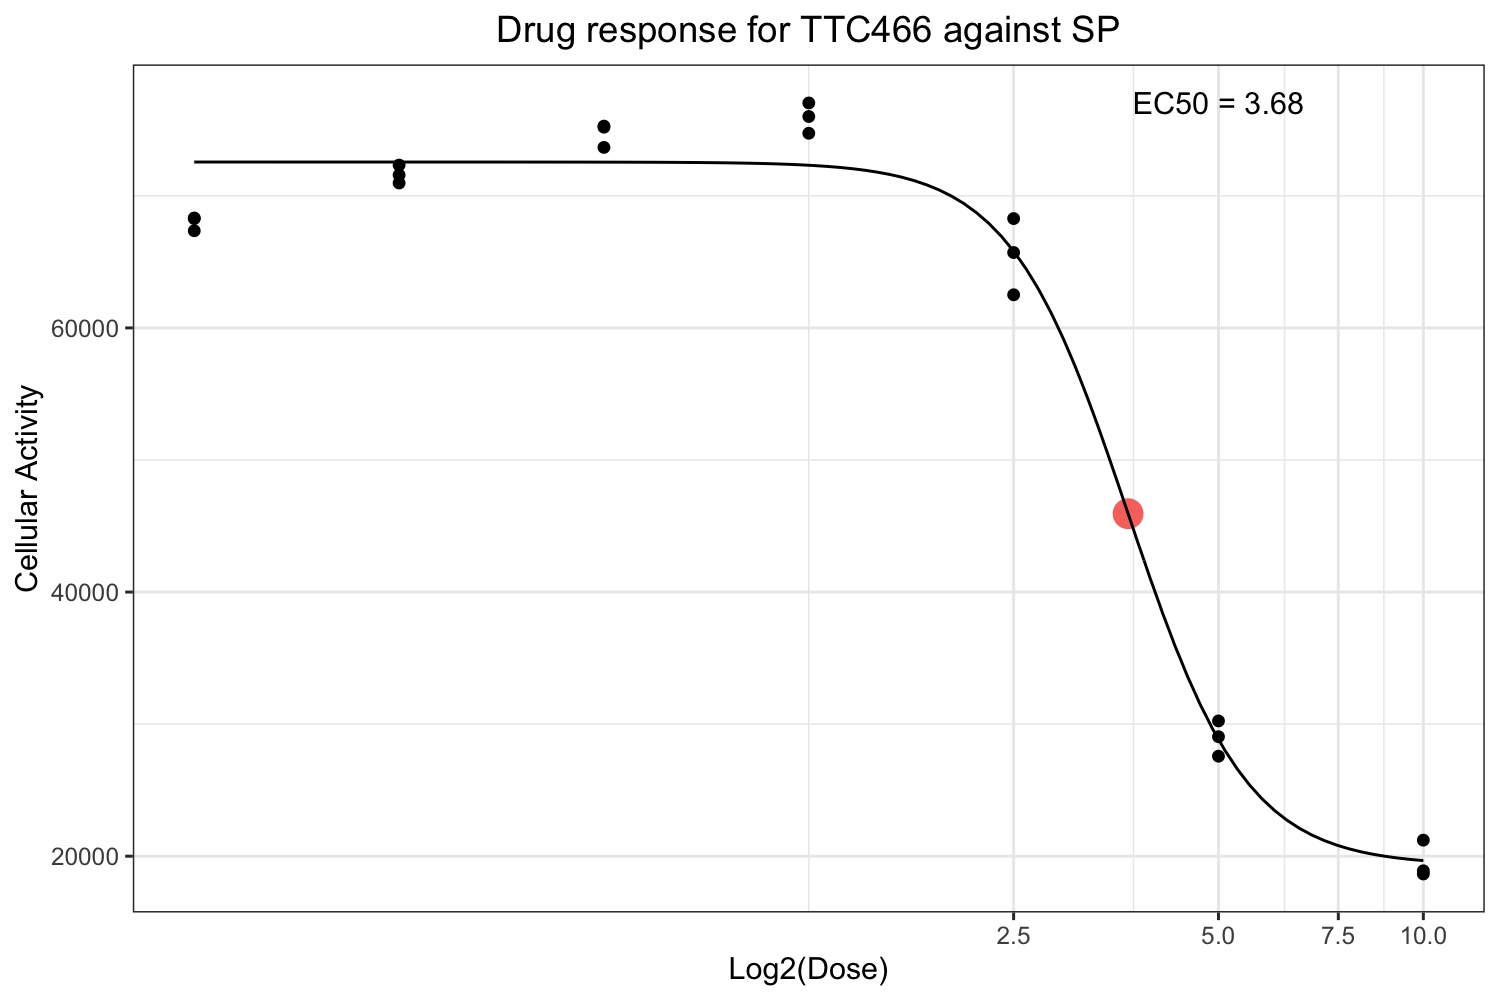 Drug response for TTC466 against SP
EC50 = 3.68
Cellular Activity
60000
40000
20000
2.5
5.0
7.5
10.0
Log2(Dose)